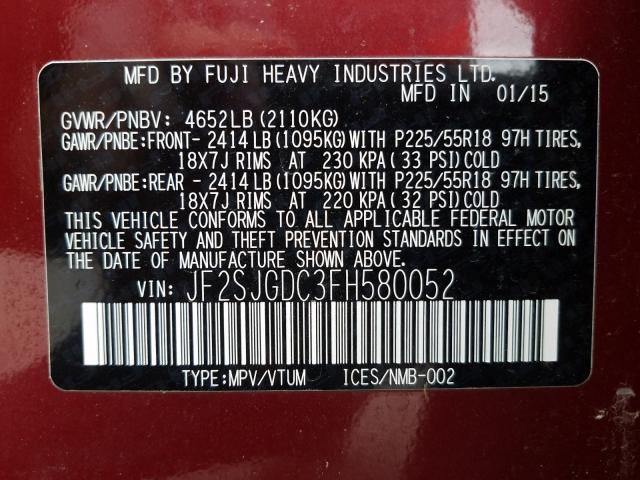 MFD BY FUJI HEAVY INDUSTRIES LTD.
MFD IN 01/15
GVWR/PNBV: 4652LB (2110KG)
GAWR/PNBE:FRONT- 2414LB (1095KG) WITH P225/55R18 97H TIRES,
18X7J RIMS AT 230 KPA (33 PSI) COLD
GAWR/PNBE:REAR - 2414LB (1095KG) WITH P225/55R18 97H TIRES,
18X7J RIMS AT 220 KPA (32 PSI) COLD
THIS VEHICLE CONFORMS TO ALL APPLICABLE FEDERAL MOTOR
VEHICLE SAFETY AND THEFT PREVENTION STANDARDS IN EFFECT ON
THE DATE OF MANUFACTURE SHOWN ABOVE.
VIN: JF2SJGDC3FH580052
TYPE:MPV/VTUM ICES/NMB-002